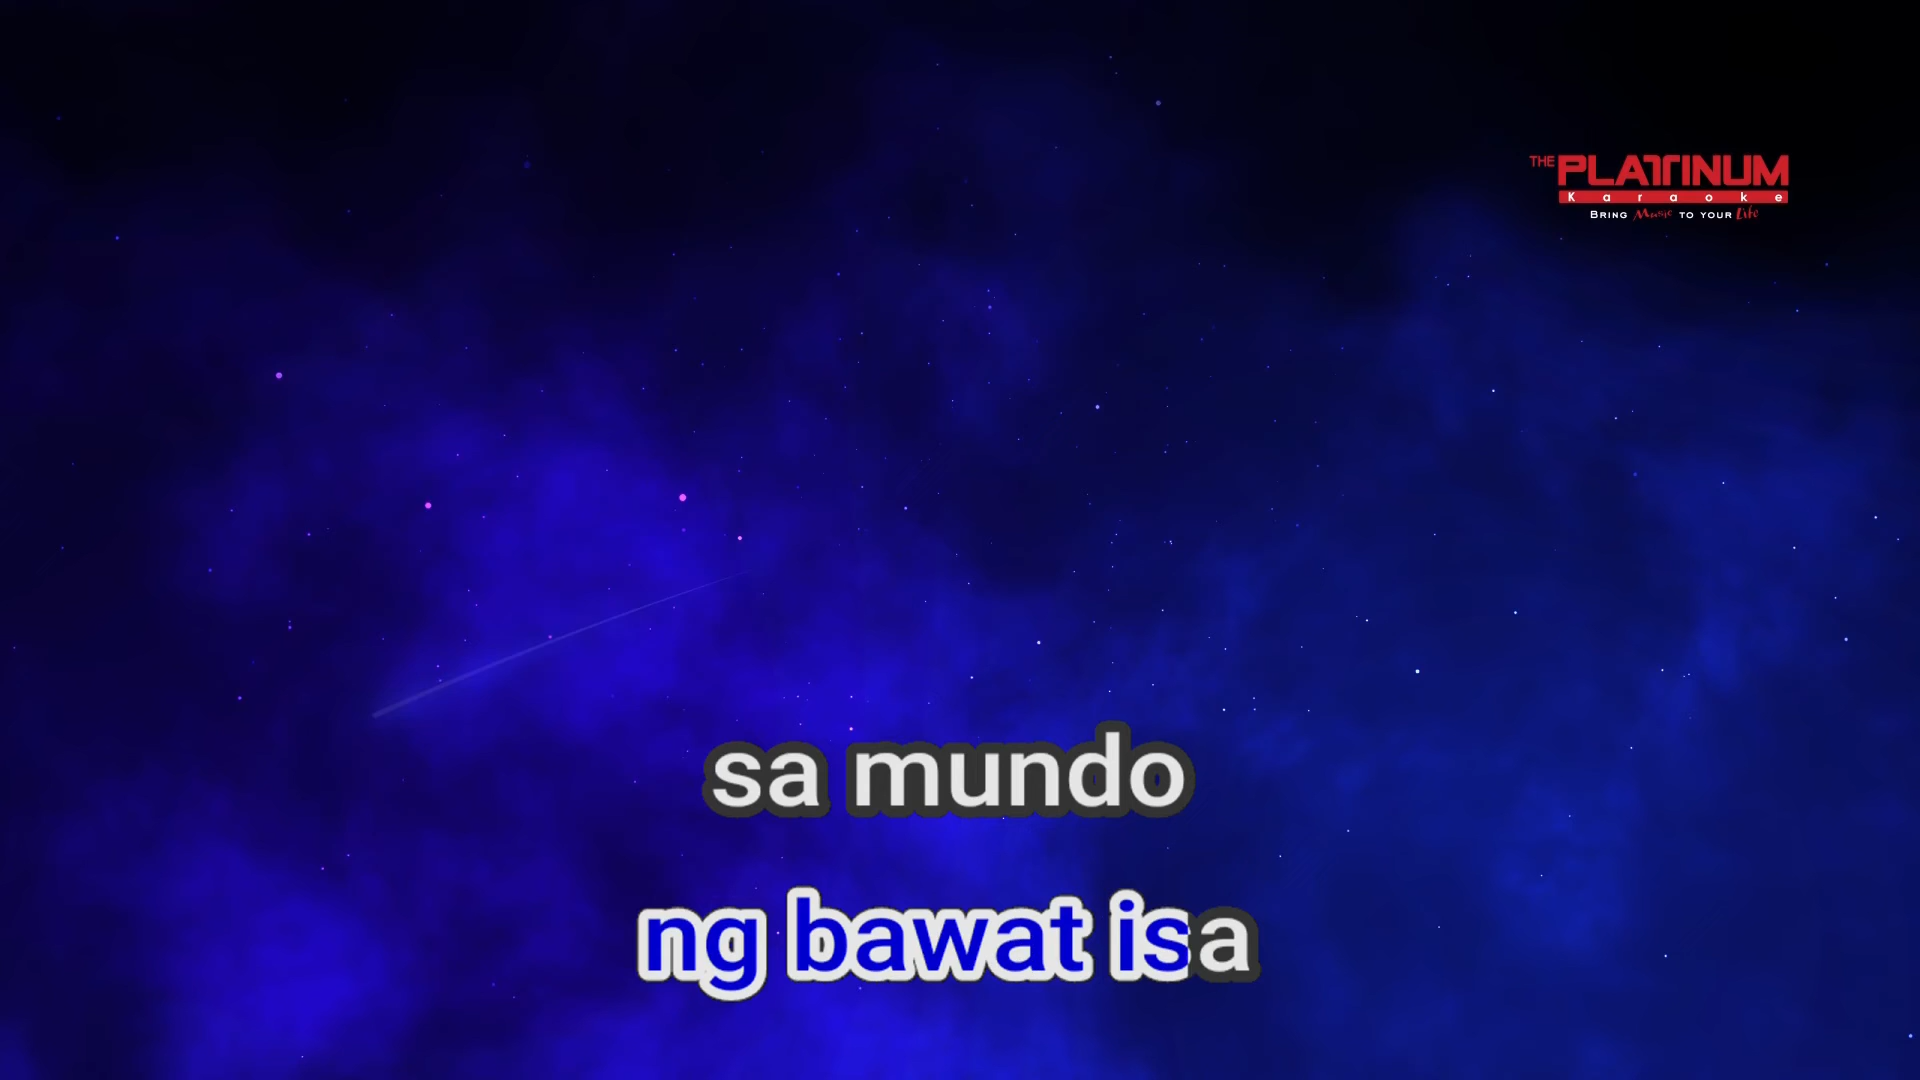 THE PLATINUM
Karaoke
BRING Music TO YOUR Life
sa mundo
ng bawat isa